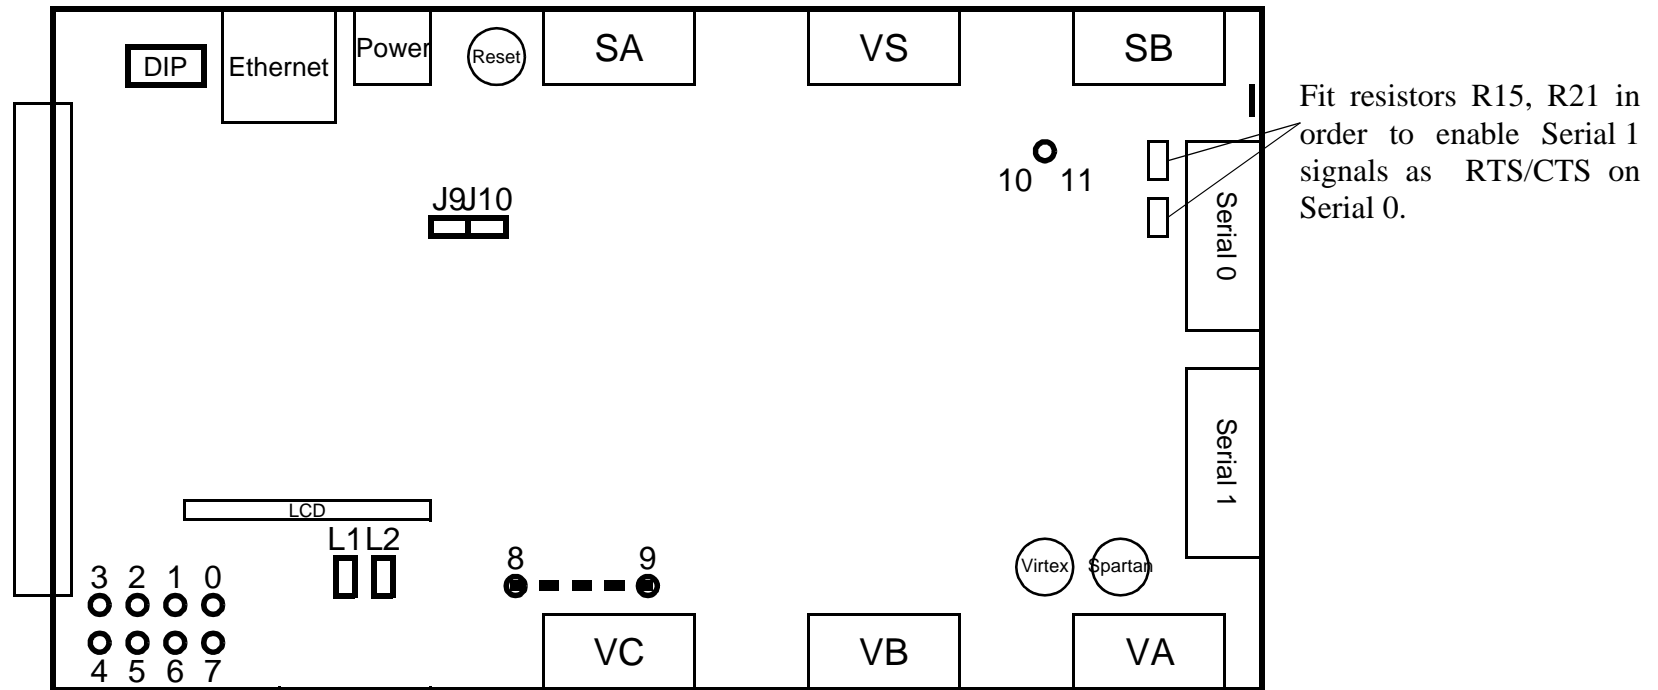 DIP
Ethernet
Power
Reset
SA
VS
SB
Fit resistors R15, R21 in
order to enable Serial 1
signals as RTS/CTS on
Serial 0.
10 11
J9J10
Serial 0
Serial 1
LCD
L1 L2
8 9
Virtex
Spartan
3 2 1 0
4 5 6 7
VC
VB
VA